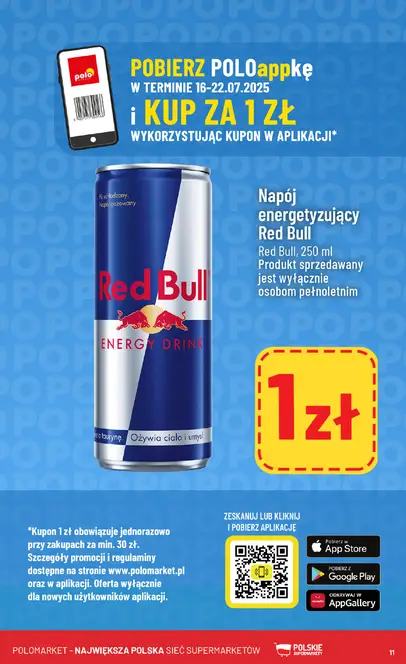 polo
POBIERZ POLOappkę
W TERMINIE 16-22.07.2025
i KUP ZA 1 ZŁ
WYKORZYSTUJĄC KUPON W APLIKACJI*
Napój
energetyzujący
Red Bull
Red Bull, 250 ml
Produkt sprzedawany
jest wyłącznie
osobom pełnoletnim
Red Bull
ENERGY DRINK
Ożywia ciało i umysł
1 zł
*Kupon 1 zł obowiązuje jednorazowo
przy zakupach za min. 30 zł.
Szczegóły promocji i regulaminy
dostępne na stronie www.polomarket.pl
oraz w aplikacji. Oferta wyłącznie
dla nowych użytkowników aplikacji.
ZESKANUJ LUB KLIKNIJ
I POBIERZ APLIKACJĘ
Pobierz w
App Store
POBIERZ Z
Google Play
ODKRYWAJ W
AppGallery
POLOMARKET - NAJWIĘKSZA POLSKA SIEĆ SUPERMARKETÓW
POLSKIE
SUPERMARKETY
11